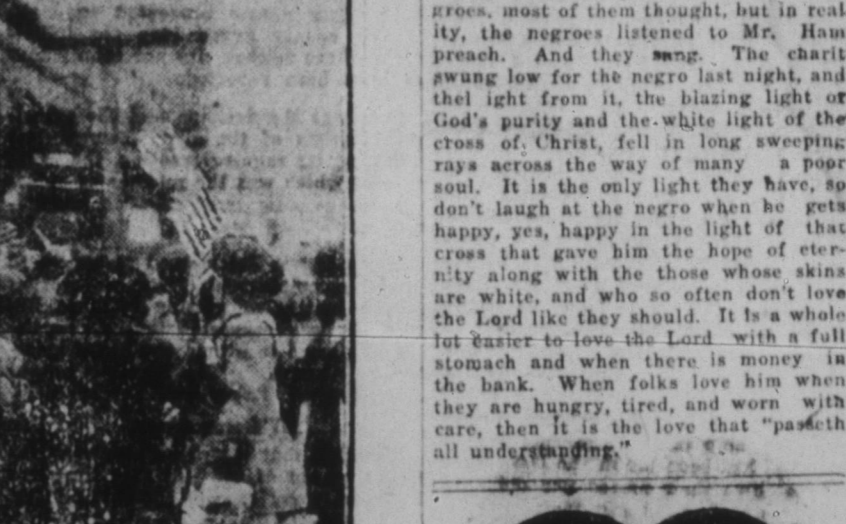 groes, most of them thought, but in real
ity, the negroes listened to Mr. Ham
preach. And they sang. The charit
swung low for the negro last night, and
thel ight from it, the blazing light or
God's purity and the white light of the
cross of Christ, fell in long sweeping
rays across the way of many a poor
soul. It is the only light they have, so
don't laugh at the negro when he gets
happy, yes, happy in the light of that
cross that gave him the hope of eter-
nity along with the those whose skins
are white, and who so often don't love
the Lord like they should. It is a whole
lot easier to love the Lord with a full
stomach and when there is money in
the bank. When folks love him when
they are hungry, tired, and worn with
care, then it is the love that "passeth
all understanding."